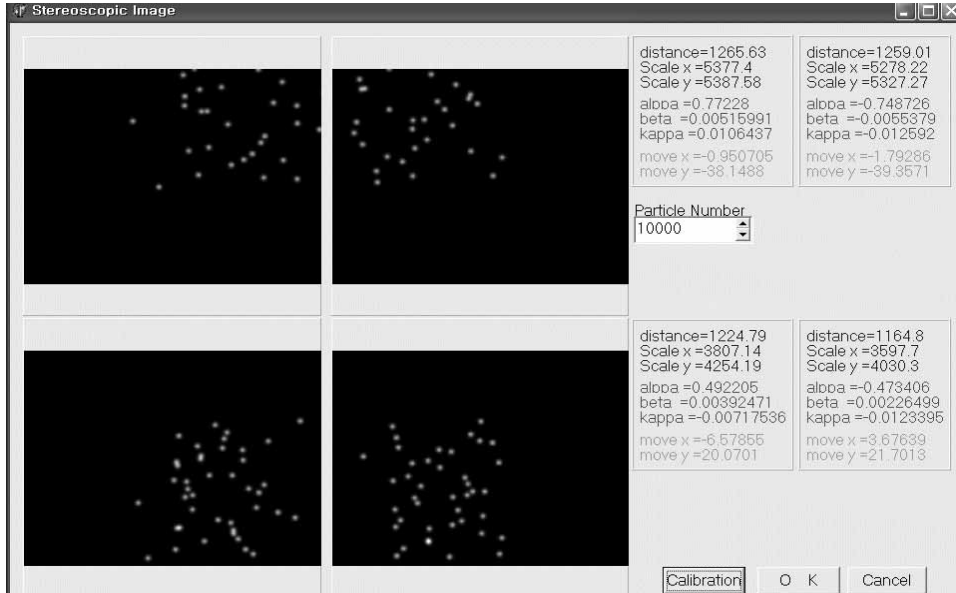 Stereoscopic Image
distance=1265.63
Scale x =5377.4
Scale y =5387.58
alppa =0.77228
beta =0.00515991
kappa =0.0106437
move x =-0.950705
move y =-38.1488
distance=1259.01
Scale x =5278.22
Scale y =5327.27
alppa =-0.748726
beta =-0.0055379
kappa =-0.012592
move x =-1.79286
move y =-39.3571
Particle Number
10000
distance=1224.79
Scale x =3807.14
Scale y =4254.19
alppa =0.492205
beta =0.00392471
kappa =-0.00717536
move x =-6.57855
move y =20.0701
distance=1164.8
Scale x =3597.7
Scale y =4030.3
alppa =-0.473406
beta =0.00226499
kappa =-0.0123395
move x =3.67639
move y =21.7013
Calibration
O K
Cancel